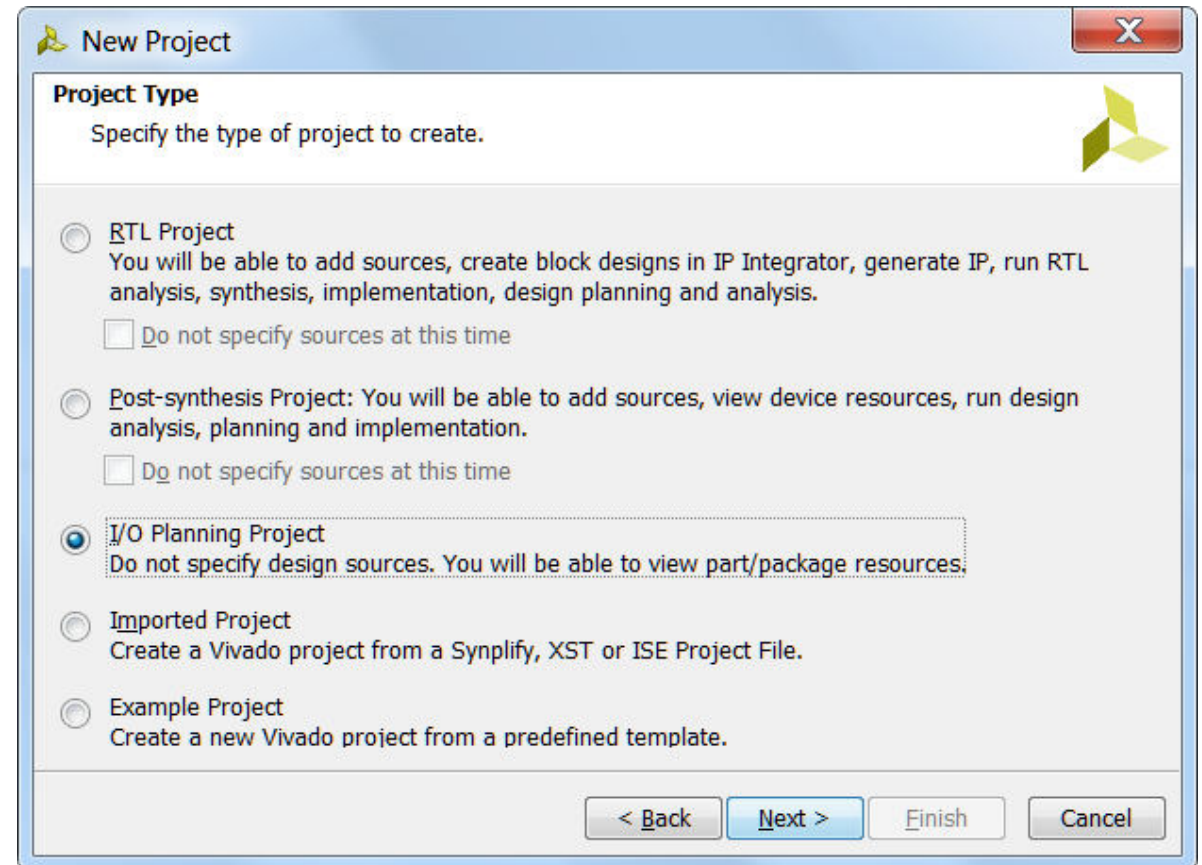 New Project
Project Type
Specify the type of project to create.
RTL Project
You will be able to add sources, create block designs in IP Integrator, generate IP, run RTL
analysis, synthesis, implementation, design planning and analysis.
Do not specify sources at this time
Post-synthesis Project: You will be able to add sources, view device resources, run design
analysis, planning and implementation.
Do not specify sources at this time
I/O Planning Project
Do not specify design sources. You will be able to view part/package resources.
Imported Project
Create a Vivado project from a Synplify, XST or ISE Project File.
Example Project
Create a new Vivado project from a predefined template.
< Back Next > Finish Cancel